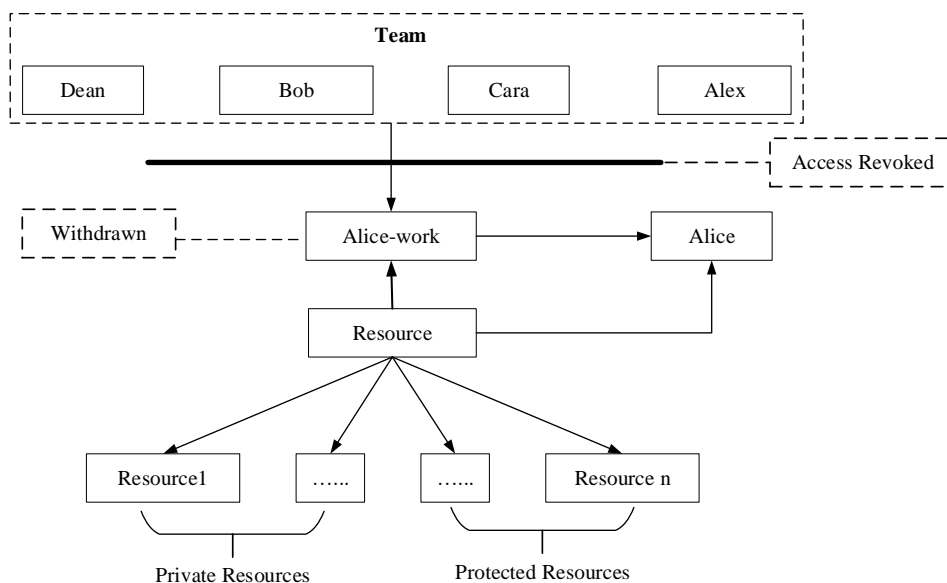 Team
Dean
Bob
Cara
Alex
Access Revoked
Withdrawn
Alice-work
Alice
Resource
Resource1
…...
…...
Resource n
Private Resources
Protected Resources